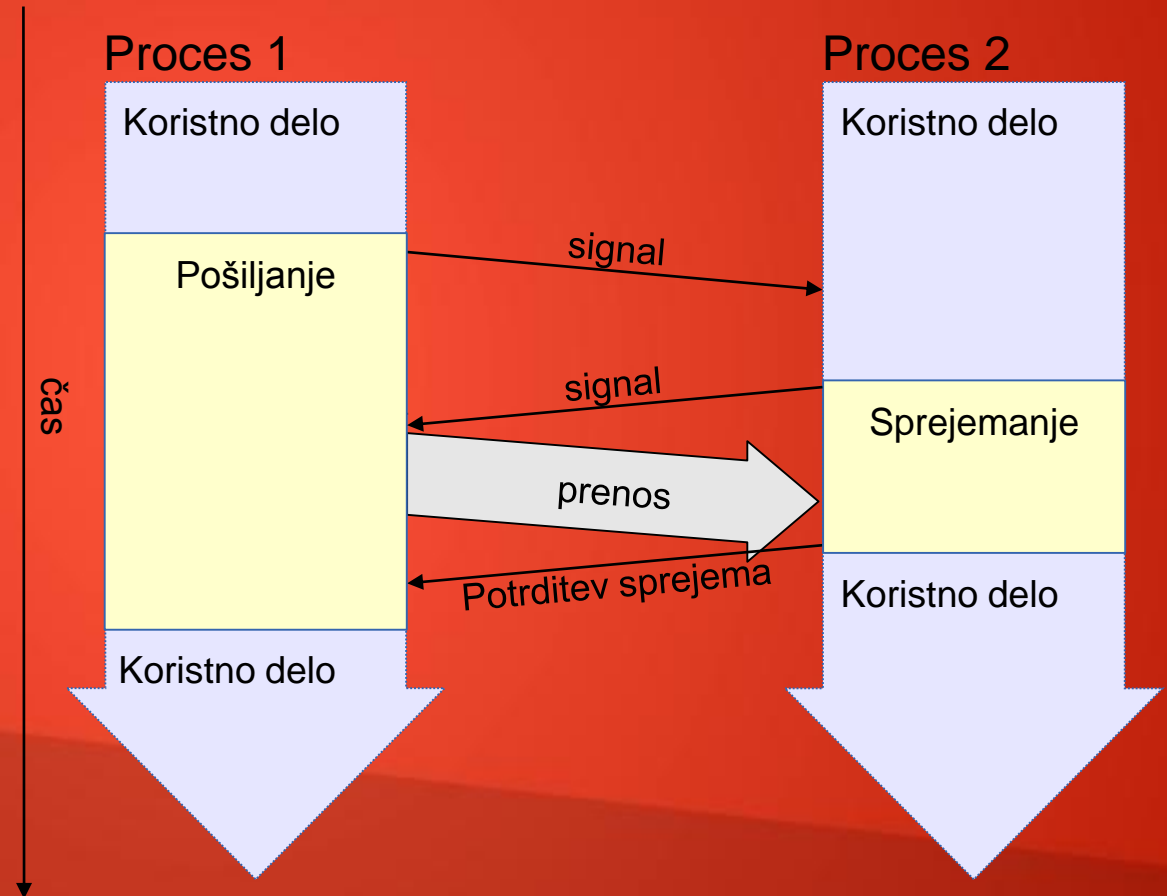 Proces 1
Proces 2
Koristno delo
Koristno delo
Pošiljanje
signal
čas
signal
Sprejemanje
prenos
Potrditev sprejema
Koristno delo
Koristno delo